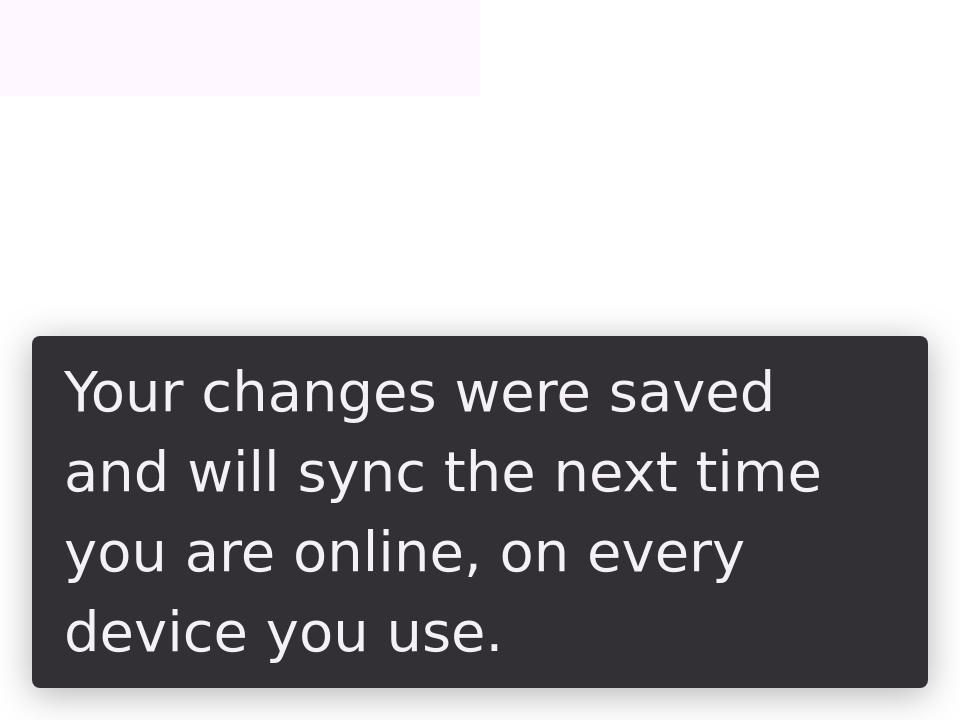 Your changes were saved
and will sync the next time
you are online, on every
device you use.